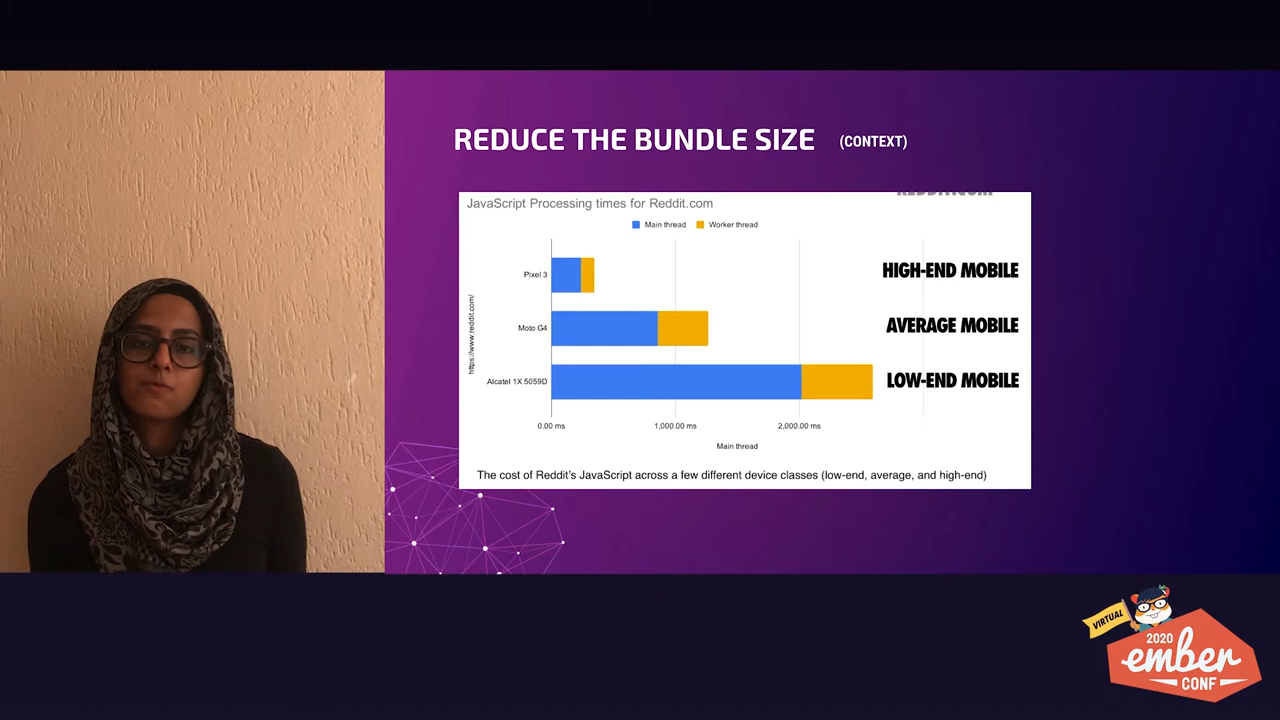 REDUCE THE BUNDLE SIZE (CONTEXT)
REDDIT.COM
JavaScript Processing times for Reddit.com
Main thread Worker thread
Pixel 3
HIGH-END MOBILE
Moto G4
AVERAGE MOBILE
Alcatel 1X 5059D
LOW-END MOBILE
https://www.reddit.com/
0.00 ms 1,000.00 ms 2,000.00 ms
Main thread
The cost of Reddit's JavaScript across a few different device classes (low-end, average, and high-end)
VIRTUAL
2020
ember
CONF